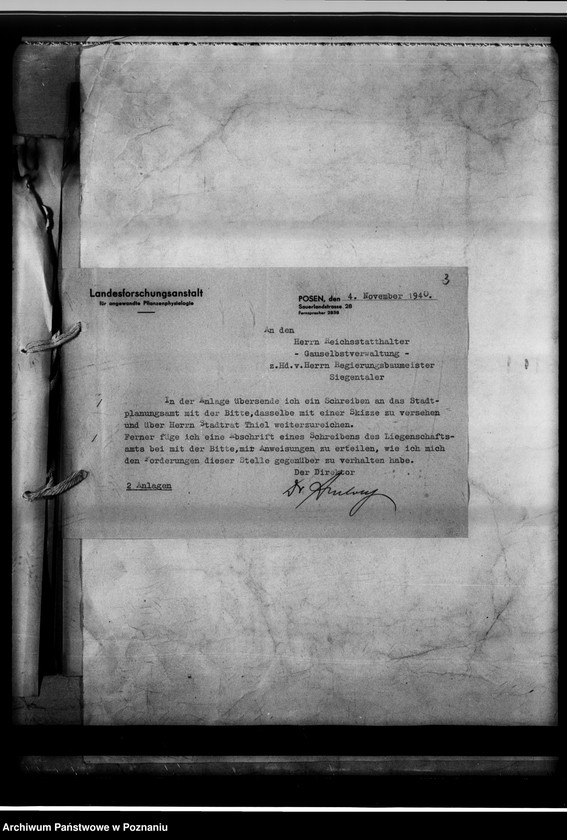 3
Landesforschungsanstalt
für angewandte Pflanzenphysiologie
POSEN, den 4. November 1940.
Sauerlandstrasse 28
Fernsprecher 2858
An den
Herrn Reichsstatthalter
- Gauselbstverwaltung -
z.Hd.v.Herrn Regierungsbaumeister
Siegentaler
In der Anlage übersende ich ein Schreiben an das Stadt-
planungsamt mit der Bitte,dasselbe mit einer Skizze zu versehen
und über Herrn Stadtrat Thiel weiterzureichen.
Ferner füge ich eine Abschrift eines Schreibens des Liegenschafts-
amts bei mit der Bitte,mir Anweisungen zu erteilen, wie ich mich
den Forderungen dieser Stelle gegenüber zu verhalten habe.
Der Direktor
2 Anlagen
Dr.
Archiwum Państwowe w Poznaniu